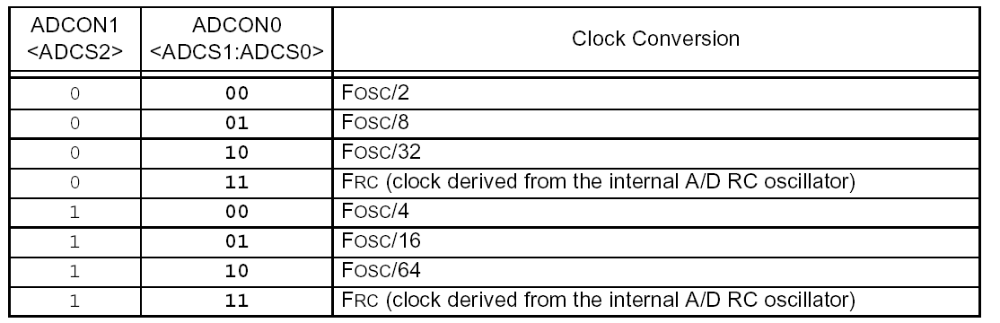 ADCON1 <ADCS2> ADCON0 <ADCS1:ADCS0> Clock Conversion
0 00 FOSC/2
0 01 FOSC/8
0 10 FOSC/32
0 11 FRC (clock derived from the internal A/D RC oscillator)
1 00 FOSC/4
1 01 FOSC/16
1 10 FOSC/64
1 11 FRC (clock derived from the internal A/D RC oscillator)